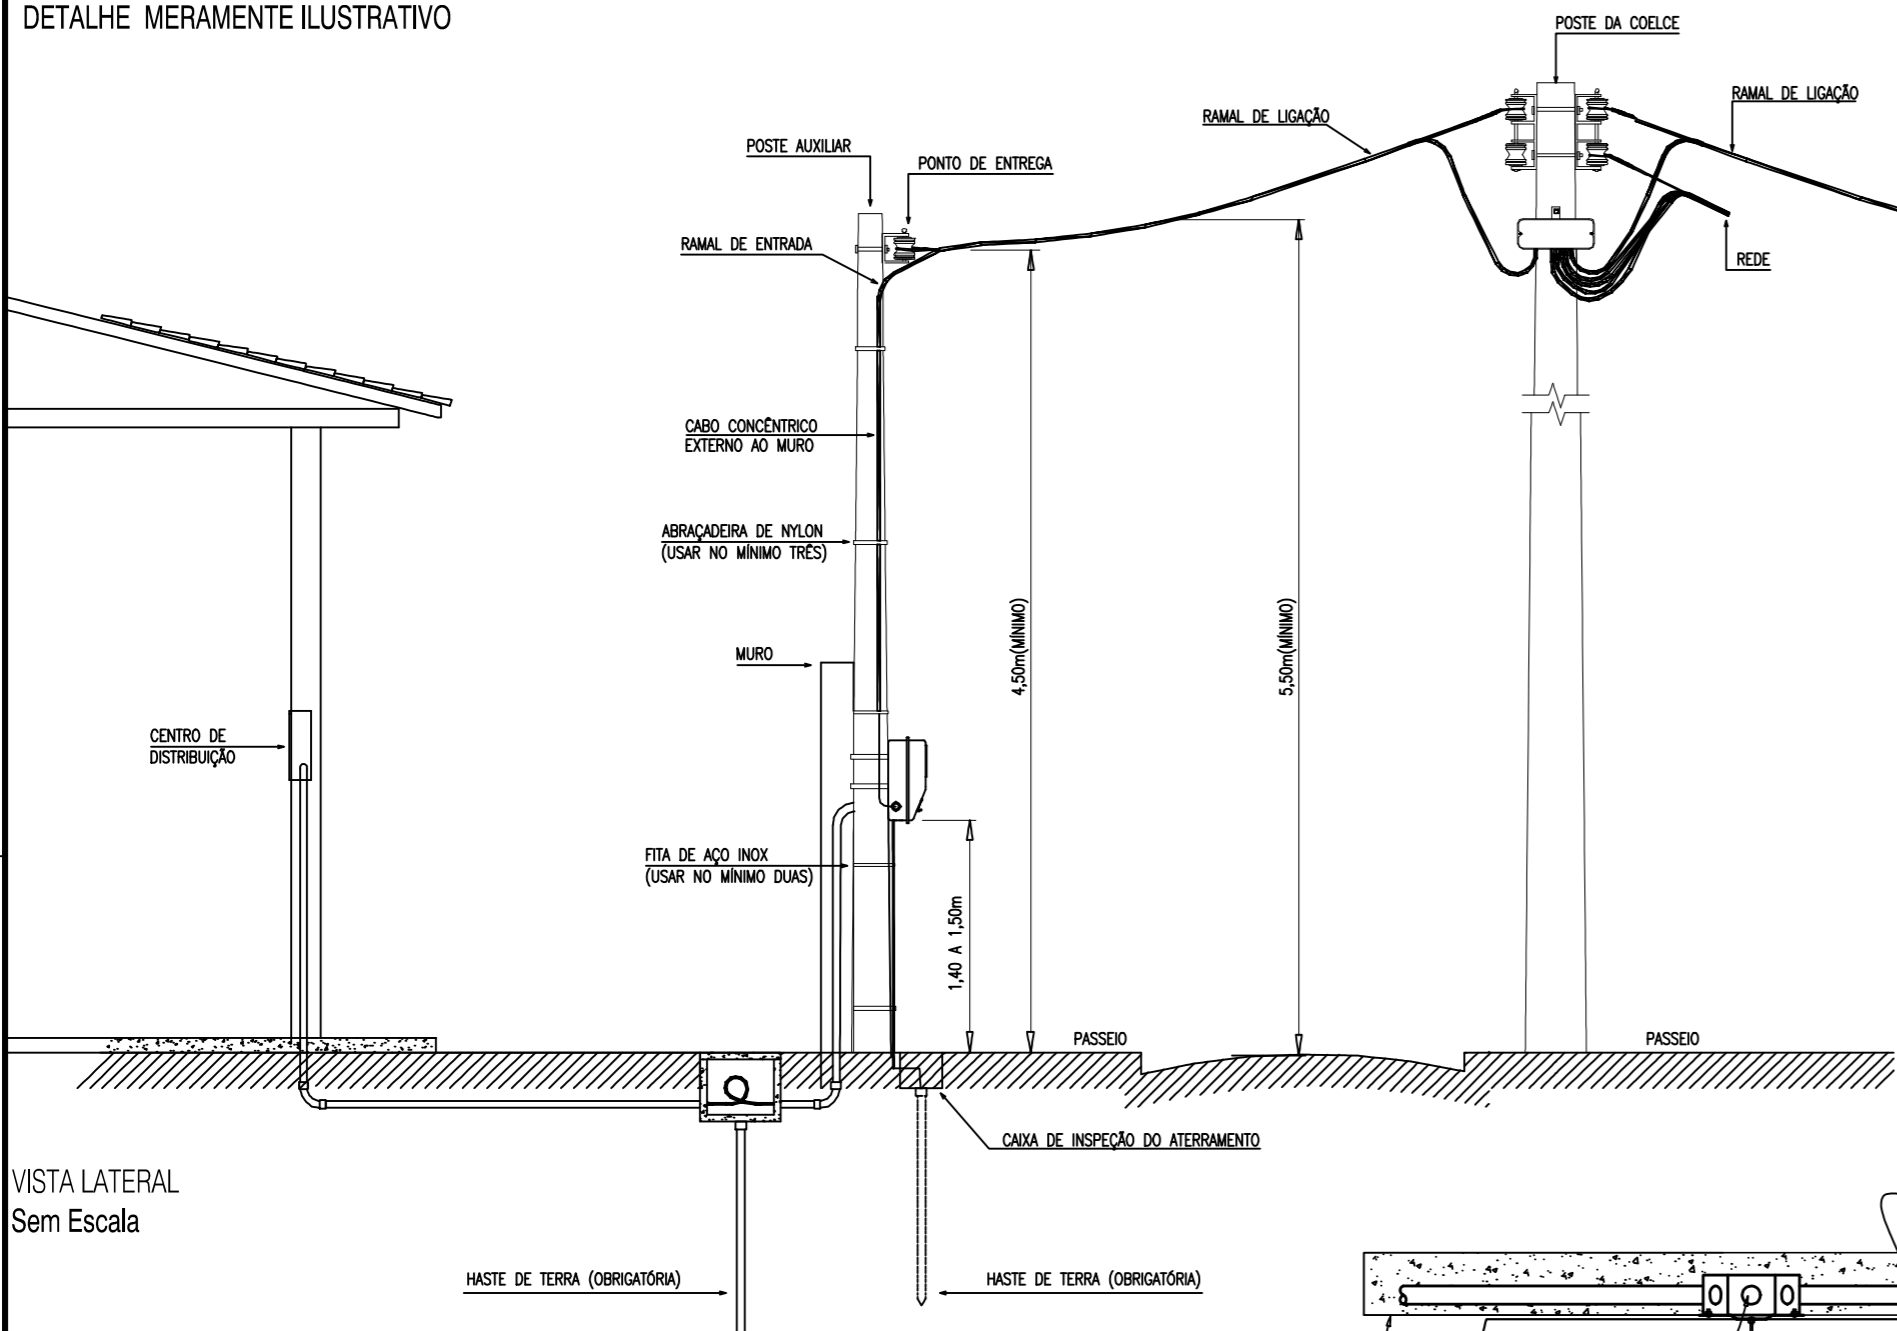 DETALHE MERAMENTE ILUSTRATIVO
POSTE DA COELCE
RAMAL DE LIGAÇÃO
RAMAL DE LIGAÇÃO
POSTE AUXILIAR
PONTO DE ENTREGA
RAMAL DE ENTRADA
REDE
CABO CONCÊNTRICO
EXTERNO AO MURO
ABRAÇADEIRA DE NYLON
(USAR NO MÍNIMO TRÊS)
4,50m(MÍNIMO)
5,50m(MÍNIMO)
MURO
CENTRO DE
DISTRIBUIÇÃO
FITA DE AÇO INOX
(USAR NO MÍNIMO DUAS)
1,40 A 1,50m
PASSEIO
PASSEIO
CAIXA DE INSPEÇÃO DO ATERRAMENTO
VISTA LATERAL
Sem Escala
HASTE DE TERRA (OBRIGATÓRIA)
HASTE DE TERRA (OBRIGATÓRIA)